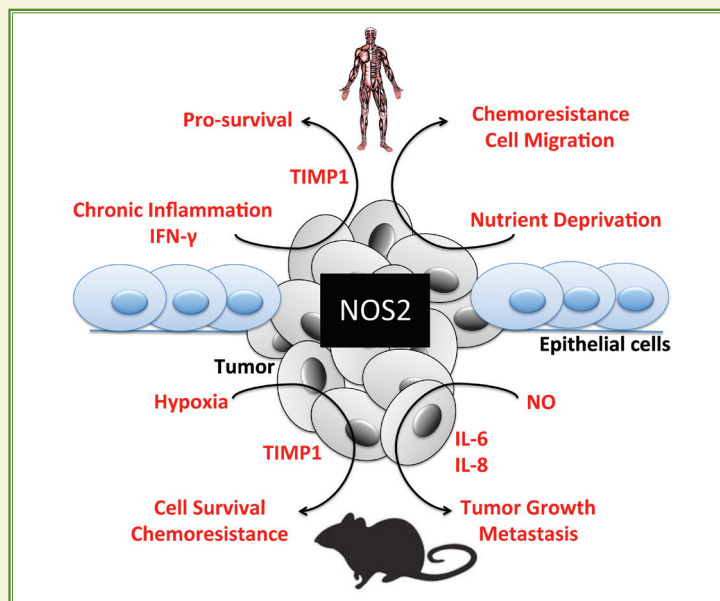 Pro-survival
Chemoresistance
Cell Migration
TIMP1
Chronic Inflammation
IFN-γ
Nutrient Deprivation
NOS2
Epithelial cells
Tumor
Hypoxia
NO
TIMP1
IL-6
IL-8
Cell Survival
Chemoresistance
Tumor Growth
Metastasis